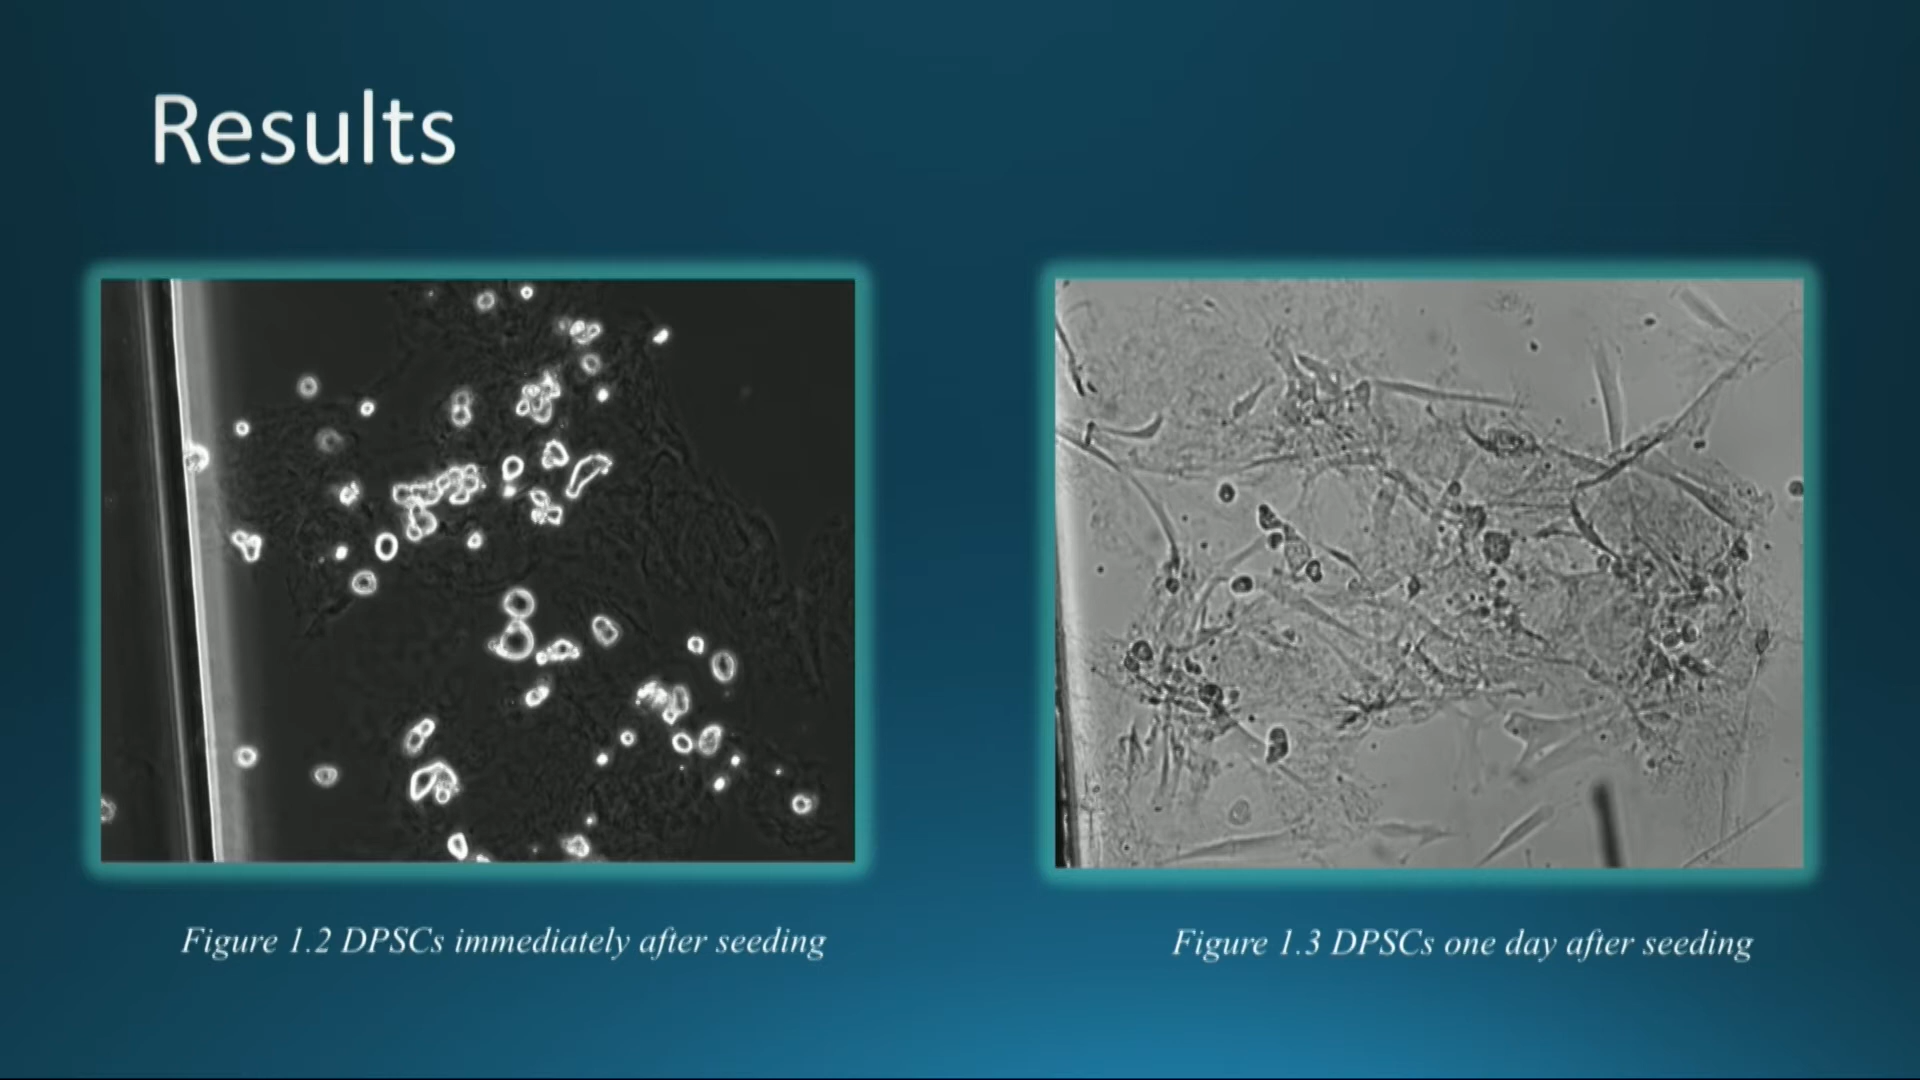 Results
Figure 1.2 DPSCs immediately after seeding
Figure 1.3 DPSCs one day after seeding